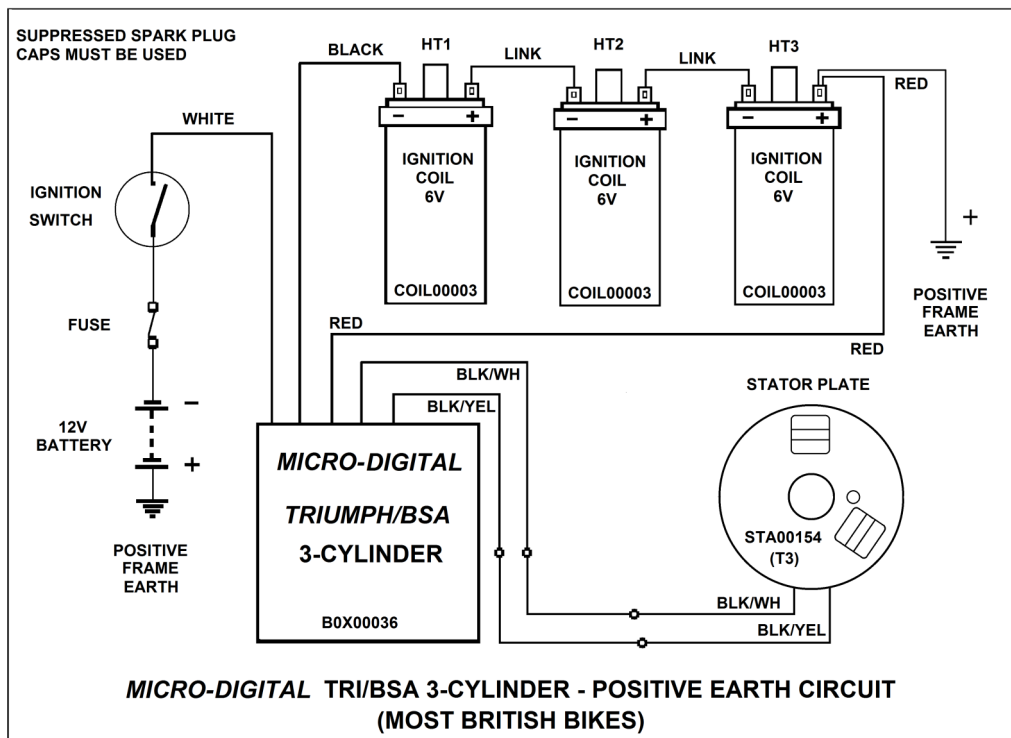 SUPPRESSED SPARK PLUG
CAPS MUST BE USED
BLACK
HT1
LINK
HT2
LINK
HT3
RED
WHITE
− +
− +
− +
IGNITION
COIL
6V
IGNITION
COIL
6V
IGNITION
COIL
6V
IGNITION
SWITCH
+
COIL00003
COIL00003
COIL00003
POSITIVE
FRAME
EARTH
FUSE
RED
RED
BLK/WH
STATOR PLATE
BLK/YEL
−
12V
BATTERY
+
MICRO-DIGITAL
TRIUMPH/BSA
3-CYLINDER
STA00154
(T3)
POSITIVE
FRAME
EARTH
BLK/WH
B0X00036
BLK/YEL
MICRO-DIGITAL TRI/BSA 3-CYLINDER - POSITIVE EARTH CIRCUIT
(MOST BRITISH BIKES)